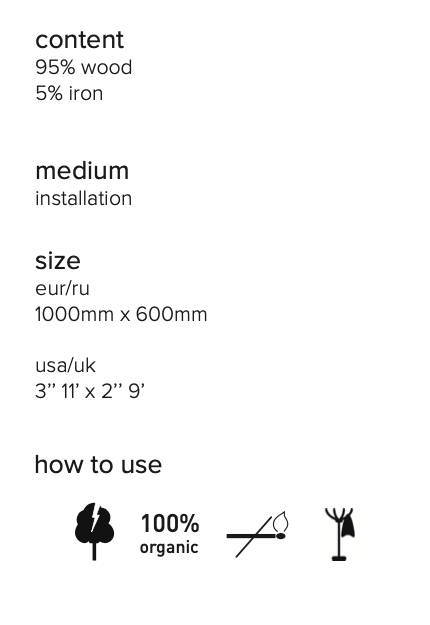 content
95% wood
5% iron
medium
installation
size
eur/ru
1000mm x 600mm
usa/uk
3’’ 11’ x 2’’ 9’
how to use
100%
organic